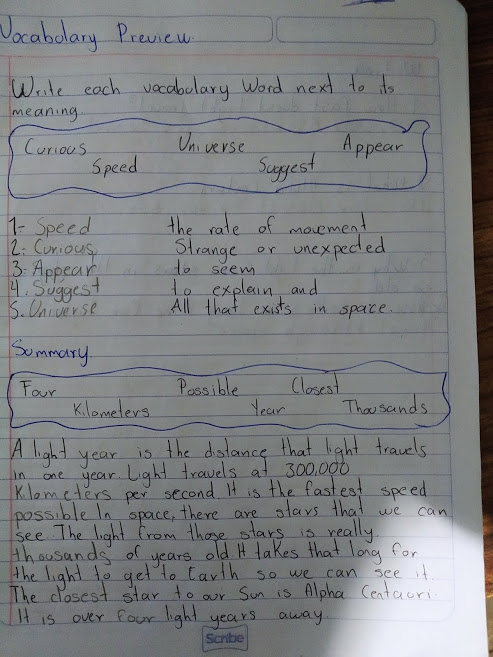 Vocabolary Preview.
Write each vocabolary Word next to its
meaning.
Curious Universe Appear
Speed Suggest
1- Speed the rate of movement
2: Curious Strange or unexpected
3- Appear to seem
4. Suggest to explain and
5. Universe All that exists in space.
Summary
Four Possible Closest
Kilometers Year Thousands
A light year is the distance that light travels
in one year. Light travels at 300.000
Kilometers per second It is the fastest speed
possible In space, there are stars that we can
see. The light from those stars is really
thousands of years old. It takes that long for
the light to get to Earth so we can see it.
The closest star to our Sun is Alpha Centauri.
It is over four light years away.
Scribe